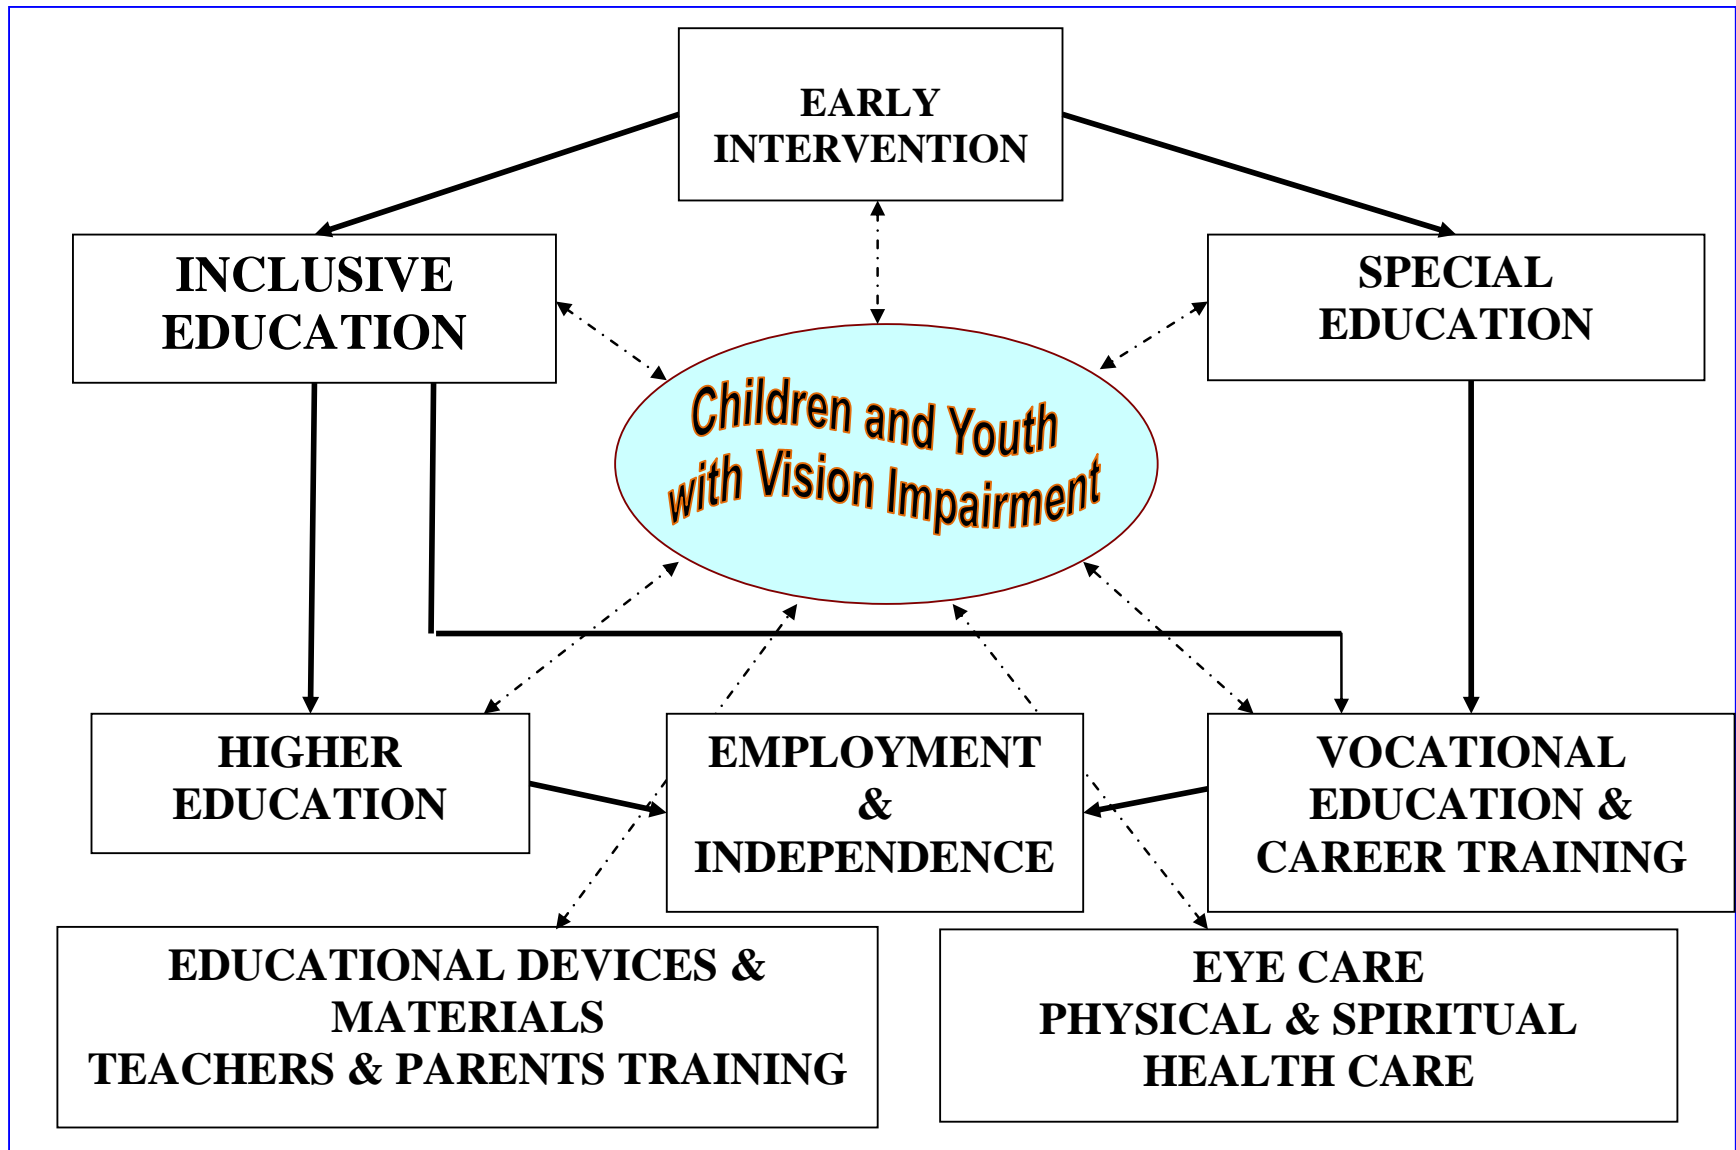 EARLY
INTERVENTION
INCLUSIVE
EDUCATION
SPECIAL
EDUCATION
Children and Youth
with Vision Impairment
HIGHER
EDUCATION
EMPLOYMENT
&
INDEPENDENCE
VOCATIONAL
EDUCATION &
CAREER TRAINING
EDUCATIONAL DEVICES &
MATERIALS
TEACHERS & PARENTS TRAINING
EYE CARE
PHYSICAL & SPIRITUAL
HEALTH CARE